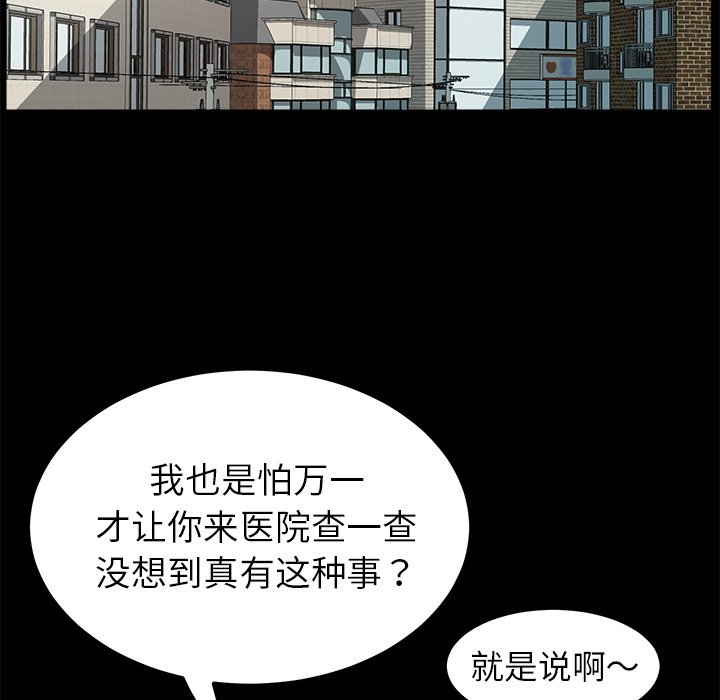 我也是怕万一
才让你来医院查一查
没想到真有这种事？
就是说啊～